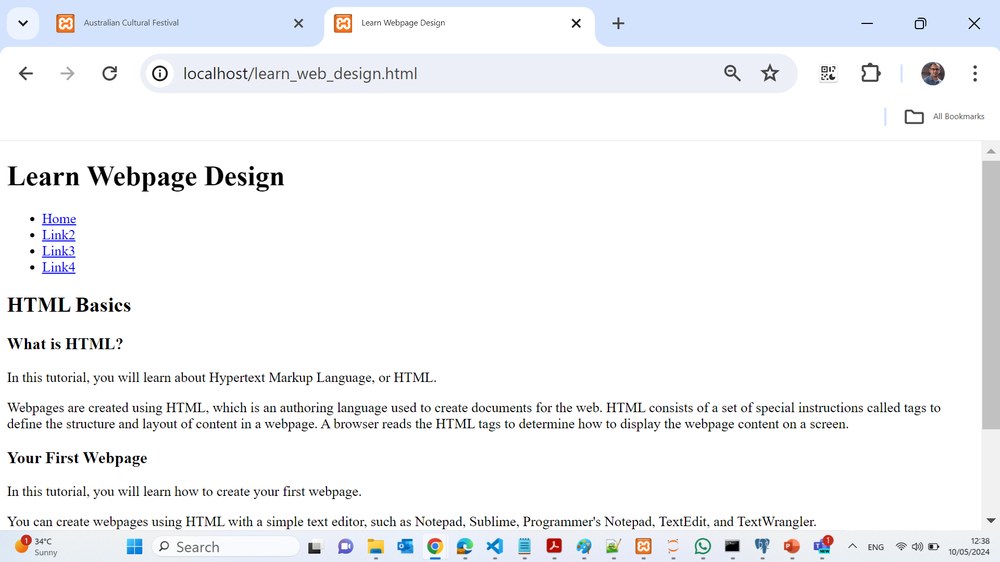 Australian Cultural Festival
Learn Webpage Design
localhost/learn_web_design.html
All Bookmarks
Learn Webpage Design
Home
Link2
Link3
Link4
HTML Basics
What is HTML?
In this tutorial, you will learn about Hypertext Markup Language, or HTML.
Webpages are created using HTML, which is an authoring language used to create documents for the web. HTML consists of a set of special instructions called tags to
define the structure and layout of content in a webpage. A browser reads the HTML tags to determine how to display the webpage content on a screen.
Your First Webpage
In this tutorial, you will learn how to create your first webpage.
You can create webpages using HTML with a simple text editor, such as Notepad, Sublime, Programmer's Notepad, TextEdit, and TextWrangler.
1
34°C
Sunny
Search
1
NEW
ENG
12:38
10/05/2024